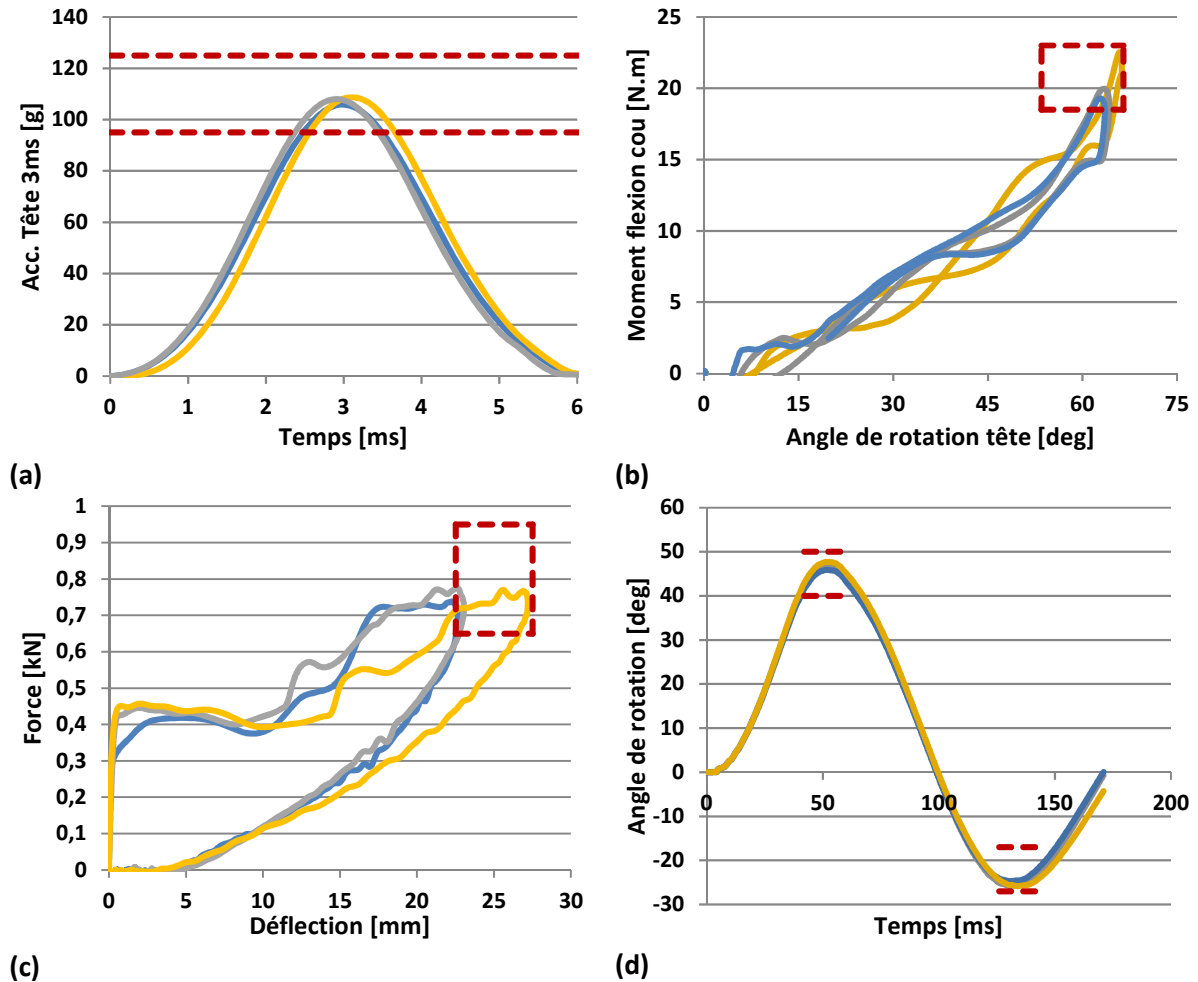 140
120
100
80
60
40
20
0
Acc. Tête 3ms [g]
0 1 2 3 4 5 6
Temps [ms]
(a)
25
20
15
10
5
0
Moment flexion cou [N.m]
0 15 30 45 60 75
Angle de rotation tête [deg]
(b)
1
0,9
0,8
0,7
0,6
0,5
0,4
0,3
0,2
0,1
0
Force [kN]
0 5 10 15 20 25 30
Déflection [mm]
(c)
60
50
40
30
20
10
0
-10
-20
-30
Angle de rotation [deg]
0 50 100 150 200
Temps [ms]
(d)